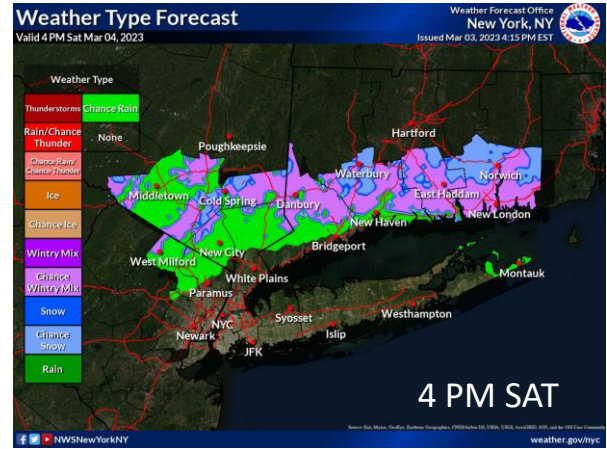 Weather Type Forecast
Valid 4 PM Sat Mar 04, 2023
Weather Forecast Office
New York, NY
Issued Mar 03, 2023 4:15 PM EST
Weather Type
Thunderstorms
Chance Rain
Rain/Chance
Thunder
None
Chance Rain/
Chance Thunder
Ice
Chance Ice
Wintry Mix
Chance
Wintry Mix
Snow
Chance
Snow
Rain
Hartford
Poughkeepsie
Waterbury
Norwich
Middletown
Cold Spring
Danbury
East Haddam
New London
New Haven
Bridgeport
West Milford
New City
White Plains
Montauk
Paramus
NYC
Syosset
Westhampton
Newark
Islip
JFK
4 PM SAT
NWSNewYorkNY
weather.gov/nyc